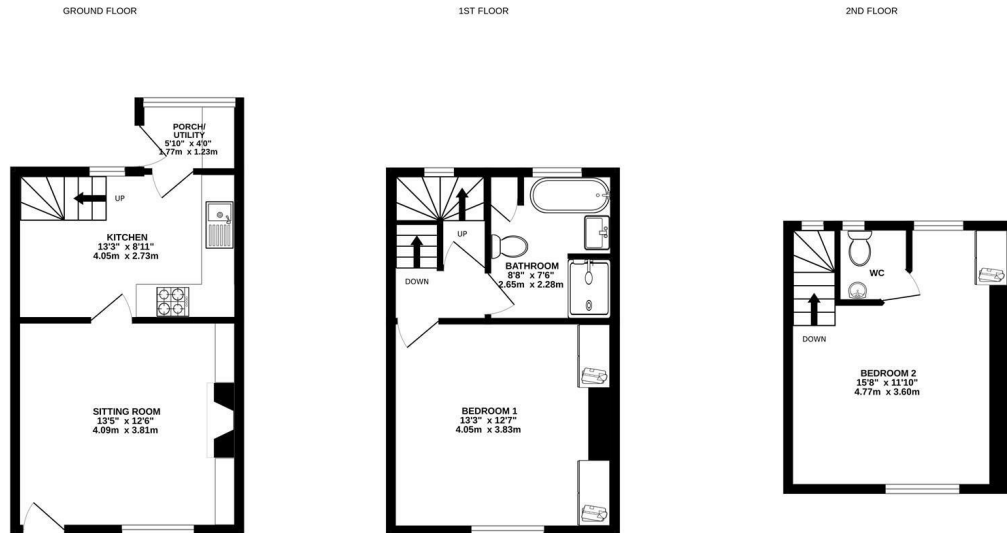 GROUND FLOOR
1ST FLOOR
2ND FLOOR
PORCH/
UTILITY
5'10" x 4'0"
1.77m x 1.23m
UP
KITCHEN
13'3" x 8'11"
4.05m x 2.73m
SITTING ROOM
13'5" x 12'6"
4.09m x 3.81m
UP
DOWN
BATHROOM
8'8" x 7'6"
2.65m x 2.28m
BEDROOM 1
13'3" x 12'7"
4.05m x 3.83m
WC
DOWN
BEDROOM 2
15'8" x 11'10"
4.77m x 3.60m